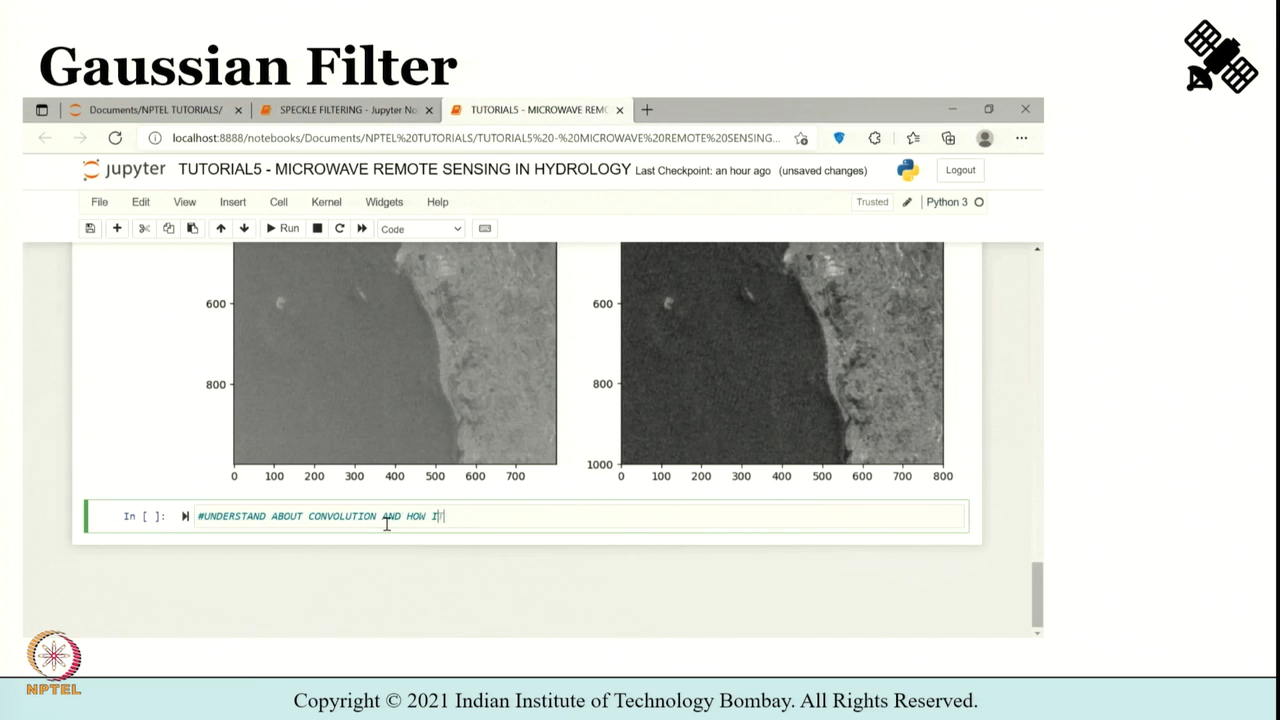 Gaussian Filter
Documents/NPTEL TUTORIALS/
SPECKLE FILTERING - Jupyter No
TUTORIAL5 - MICROWAVE REM
localhost:8888/notebooks/Documents/NPTEL%20TUTORIALS/TUTORIAL5%20-%20MICROWAVE%20REMOTE%20SENSING...
jupyter TUTORIAL5 - MICROWAVE REMOTE SENSING IN HYDROLOGY Last Checkpoint: an hour ago (unsaved changes) Logout
File Edit View Insert Cell Kernel Widgets Help Trusted Python 3
Run Code
600 600
800 800
1000
0 100 200 300 400 500 600 700 0 100 200 300 400 500 600 700 800
In [ ]: #UNDERSTAND ABOUT CONVOLUTION AND HOW IT
NPTEL
Copyright © 2021 Indian Institute of Technology Bombay. All Rights Reserved.